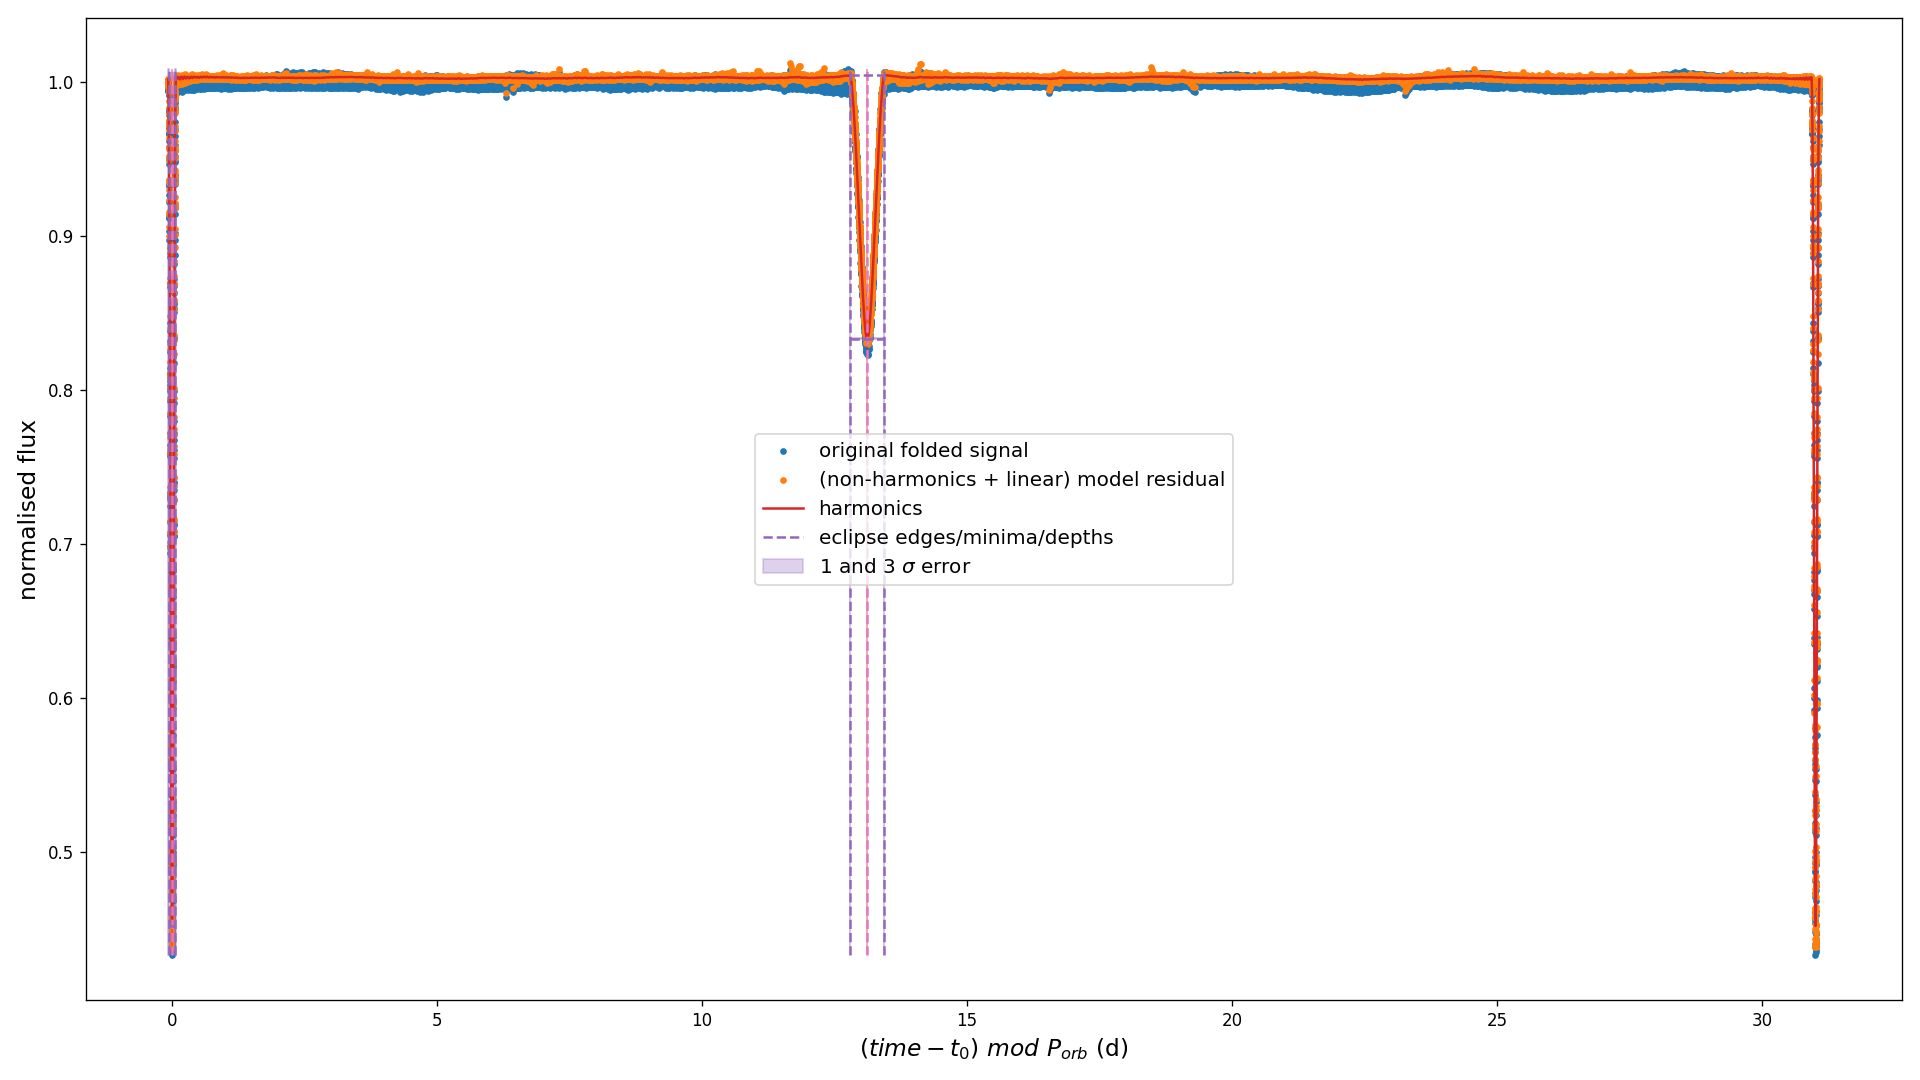 1.0
0.9
0.8
0.7
0.6
0.5
normalised flux
original folded signal
(non-harmonics + linear) model residual
harmonics
eclipse edges/minima/depths
1 and 3 σ error
0 5 10 15 20 25 30
(time − t₀) mod P_orb (d)